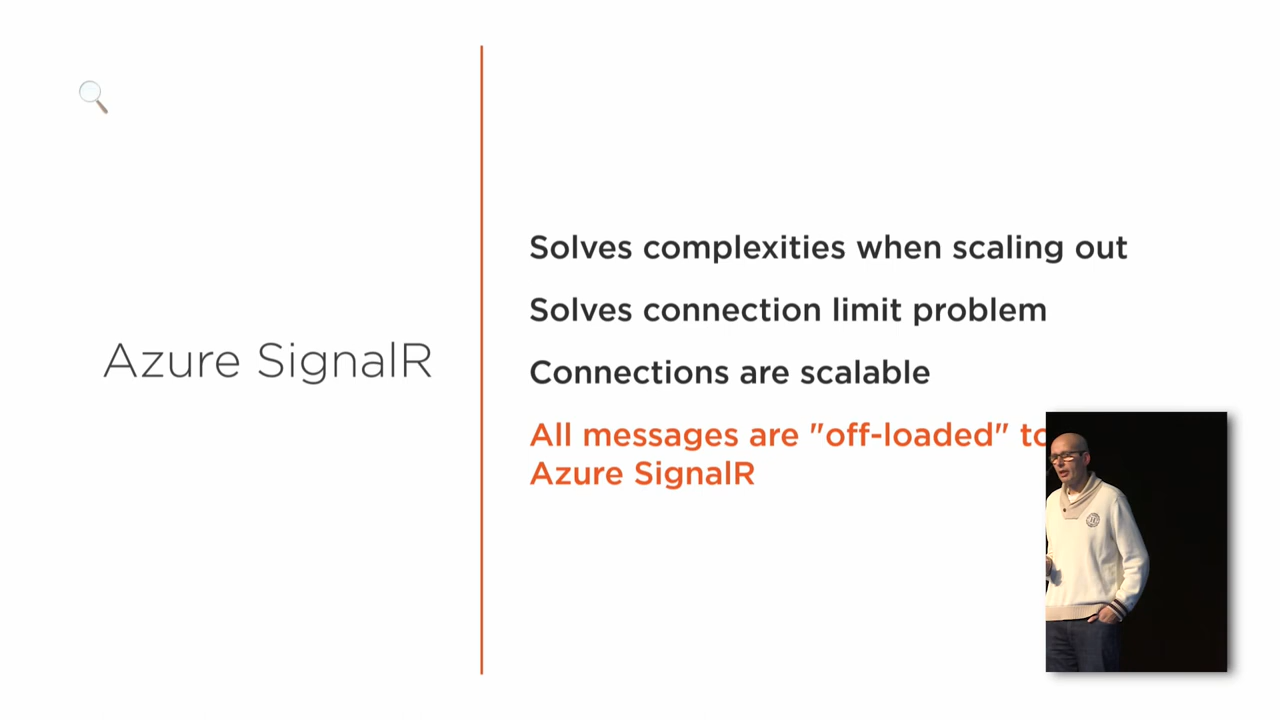 Azure SignalR
Solves complexities when scaling out
Solves connection limit problem
Connections are scalable
All messages are "off-loaded" to
Azure SignalR